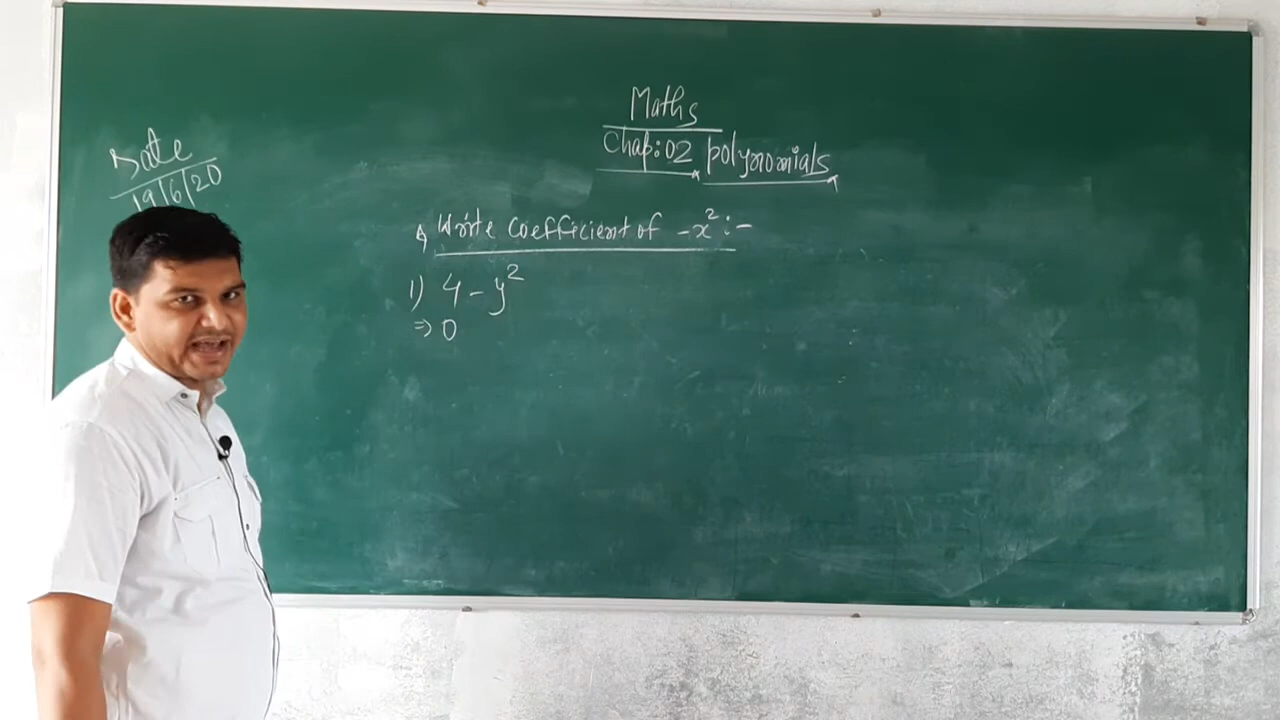 Maths
Chap:02 polynomials
Date
19/6/20
Write coefficient of -x²:-
1) 4-y²
⇒ 0